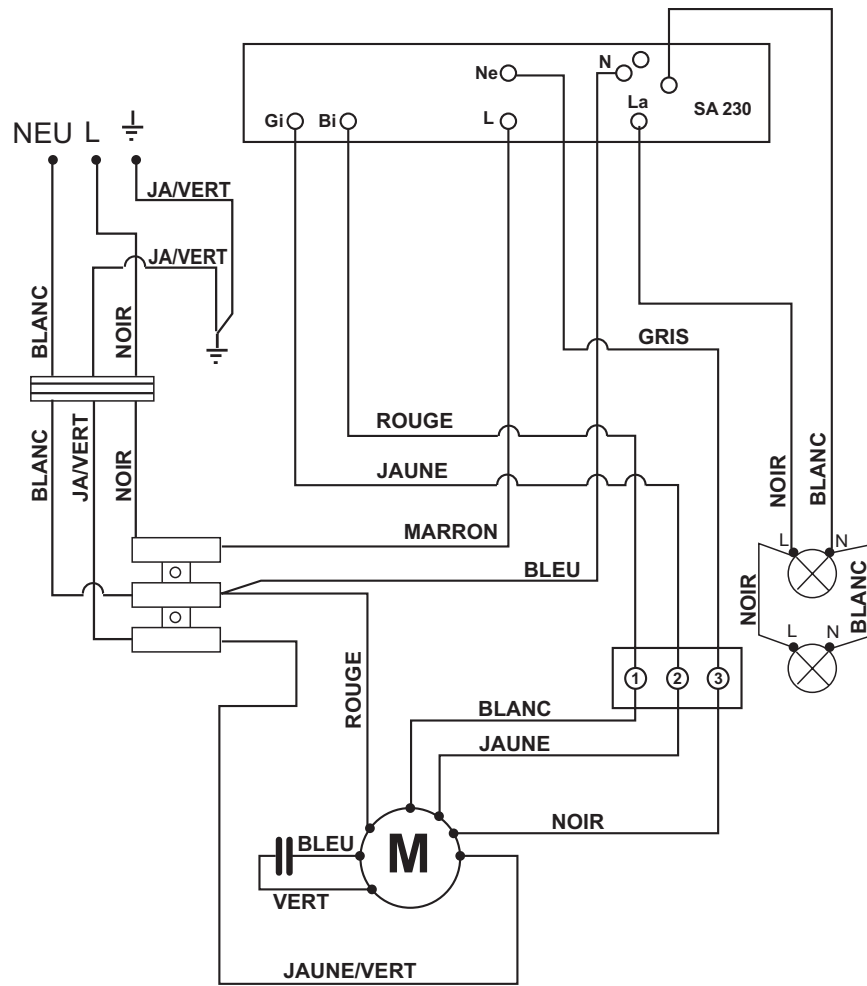 Ne
N
La
SA 230
Gi
Bi
L
NEU
L
JA/VERT
JA/VERT
BLANC
NOIR
GRIS
ROUGE
JAUNE
BLANC
JA/VERT
NOIR
NOIR
BLANC
MARRON
BLEU
L
N
NOIR
BLANC
L
N
1
2
3
ROUGE
BLANC
JAUNE
NOIR
BLEU
M
VERT
JAUNE/VERT